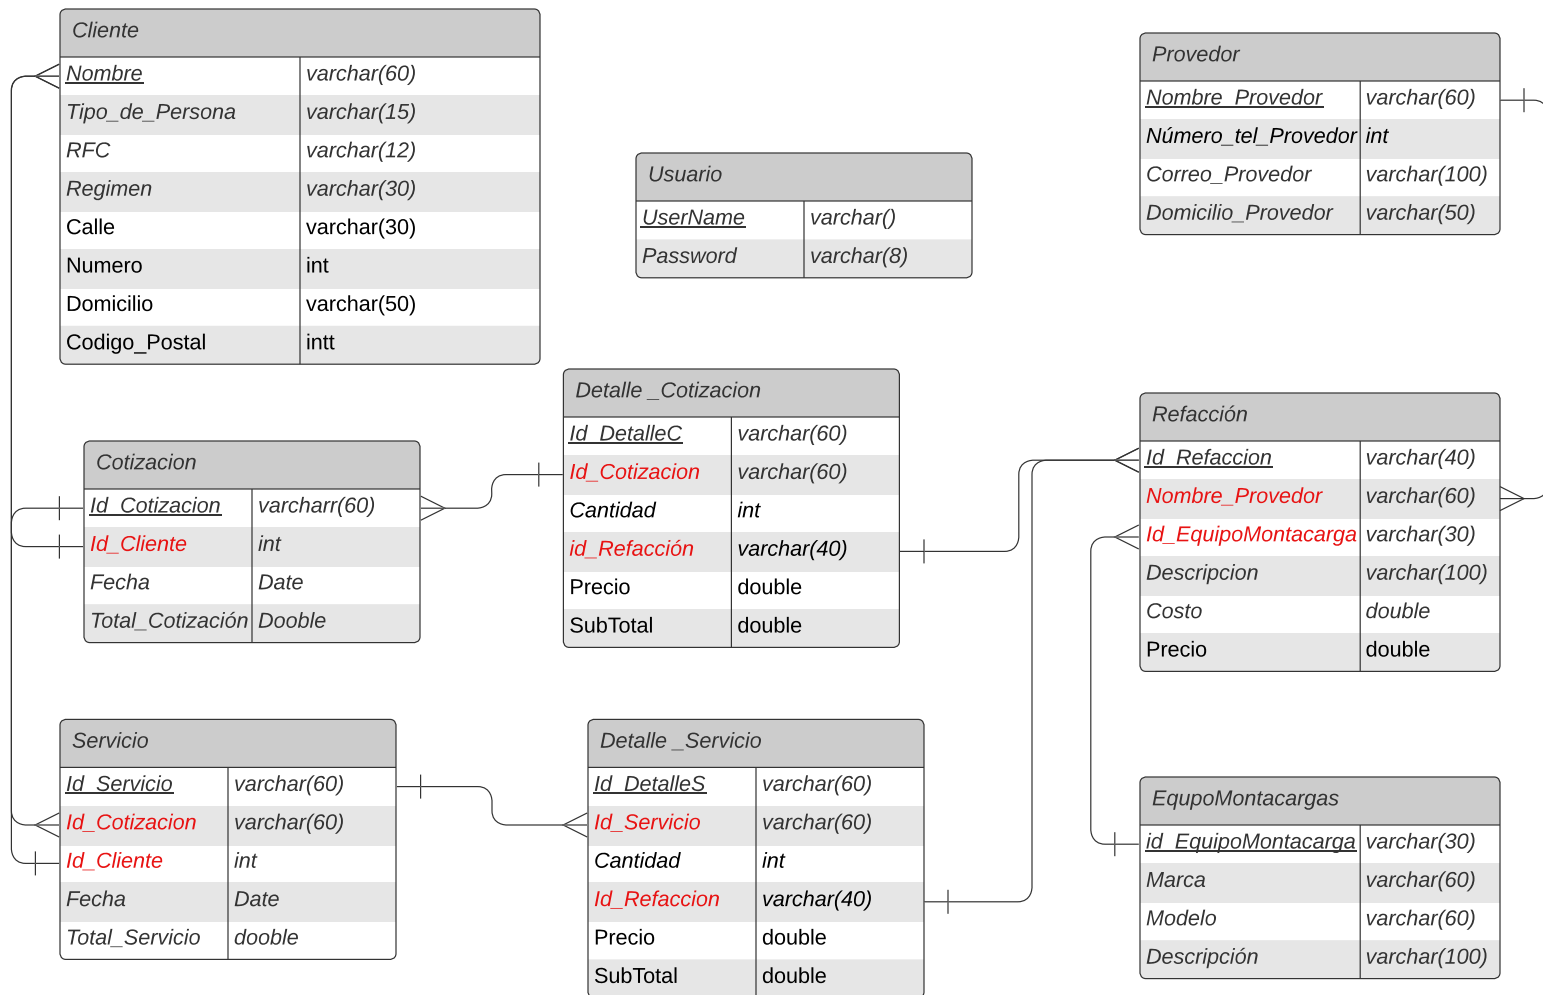 Cliente
Nombre varchar(60)
Tipo_de_Persona varchar(15)
RFC varchar(12)
Regimen varchar(30)
Calle varchar(30)
Numero int
Domicilio varchar(50)
Codigo_Postal intt
Usuario
UserName varchar()
Password varchar(8)
Provedor
Nombre_Provedor varchar(60)
Número_tel_Provedor int
Correo_Provedor varchar(100)
Domicilio_Provedor varchar(50)
Cotizacion
Id_Cotizacion varcharr(60)
Id_Cliente int
Fecha Date
Total_Cotización Dooble
Detalle _Cotizacion
Id_DetalleC varchar(60)
Id_Cotizacion varchar(60)
Cantidad int
id_Refacción varchar(40)
Precio double
SubTotal double
Refacción
Id_Refaccion varchar(40)
Nombre_Provedor varchar(60)
Id_EquipoMontacarga varchar(30)
Descripcion varchar(100)
Costo double
Precio double
Servicio
Id_Servicio varchar(60)
Id_Cotizacion varchar(60)
Id_Cliente int
Fecha Date
Total_Servicio dooble
Detalle _Servicio
Id_DetalleS varchar(60)
Id_Servicio varchar(60)
Cantidad int
Id_Refaccion varchar(40)
Precio double
SubTotal double
EqupoMontacargas
id_EquipoMontacarga varchar(30)
Marca varchar(60)
Modelo varchar(60)
Descripción varchar(100)